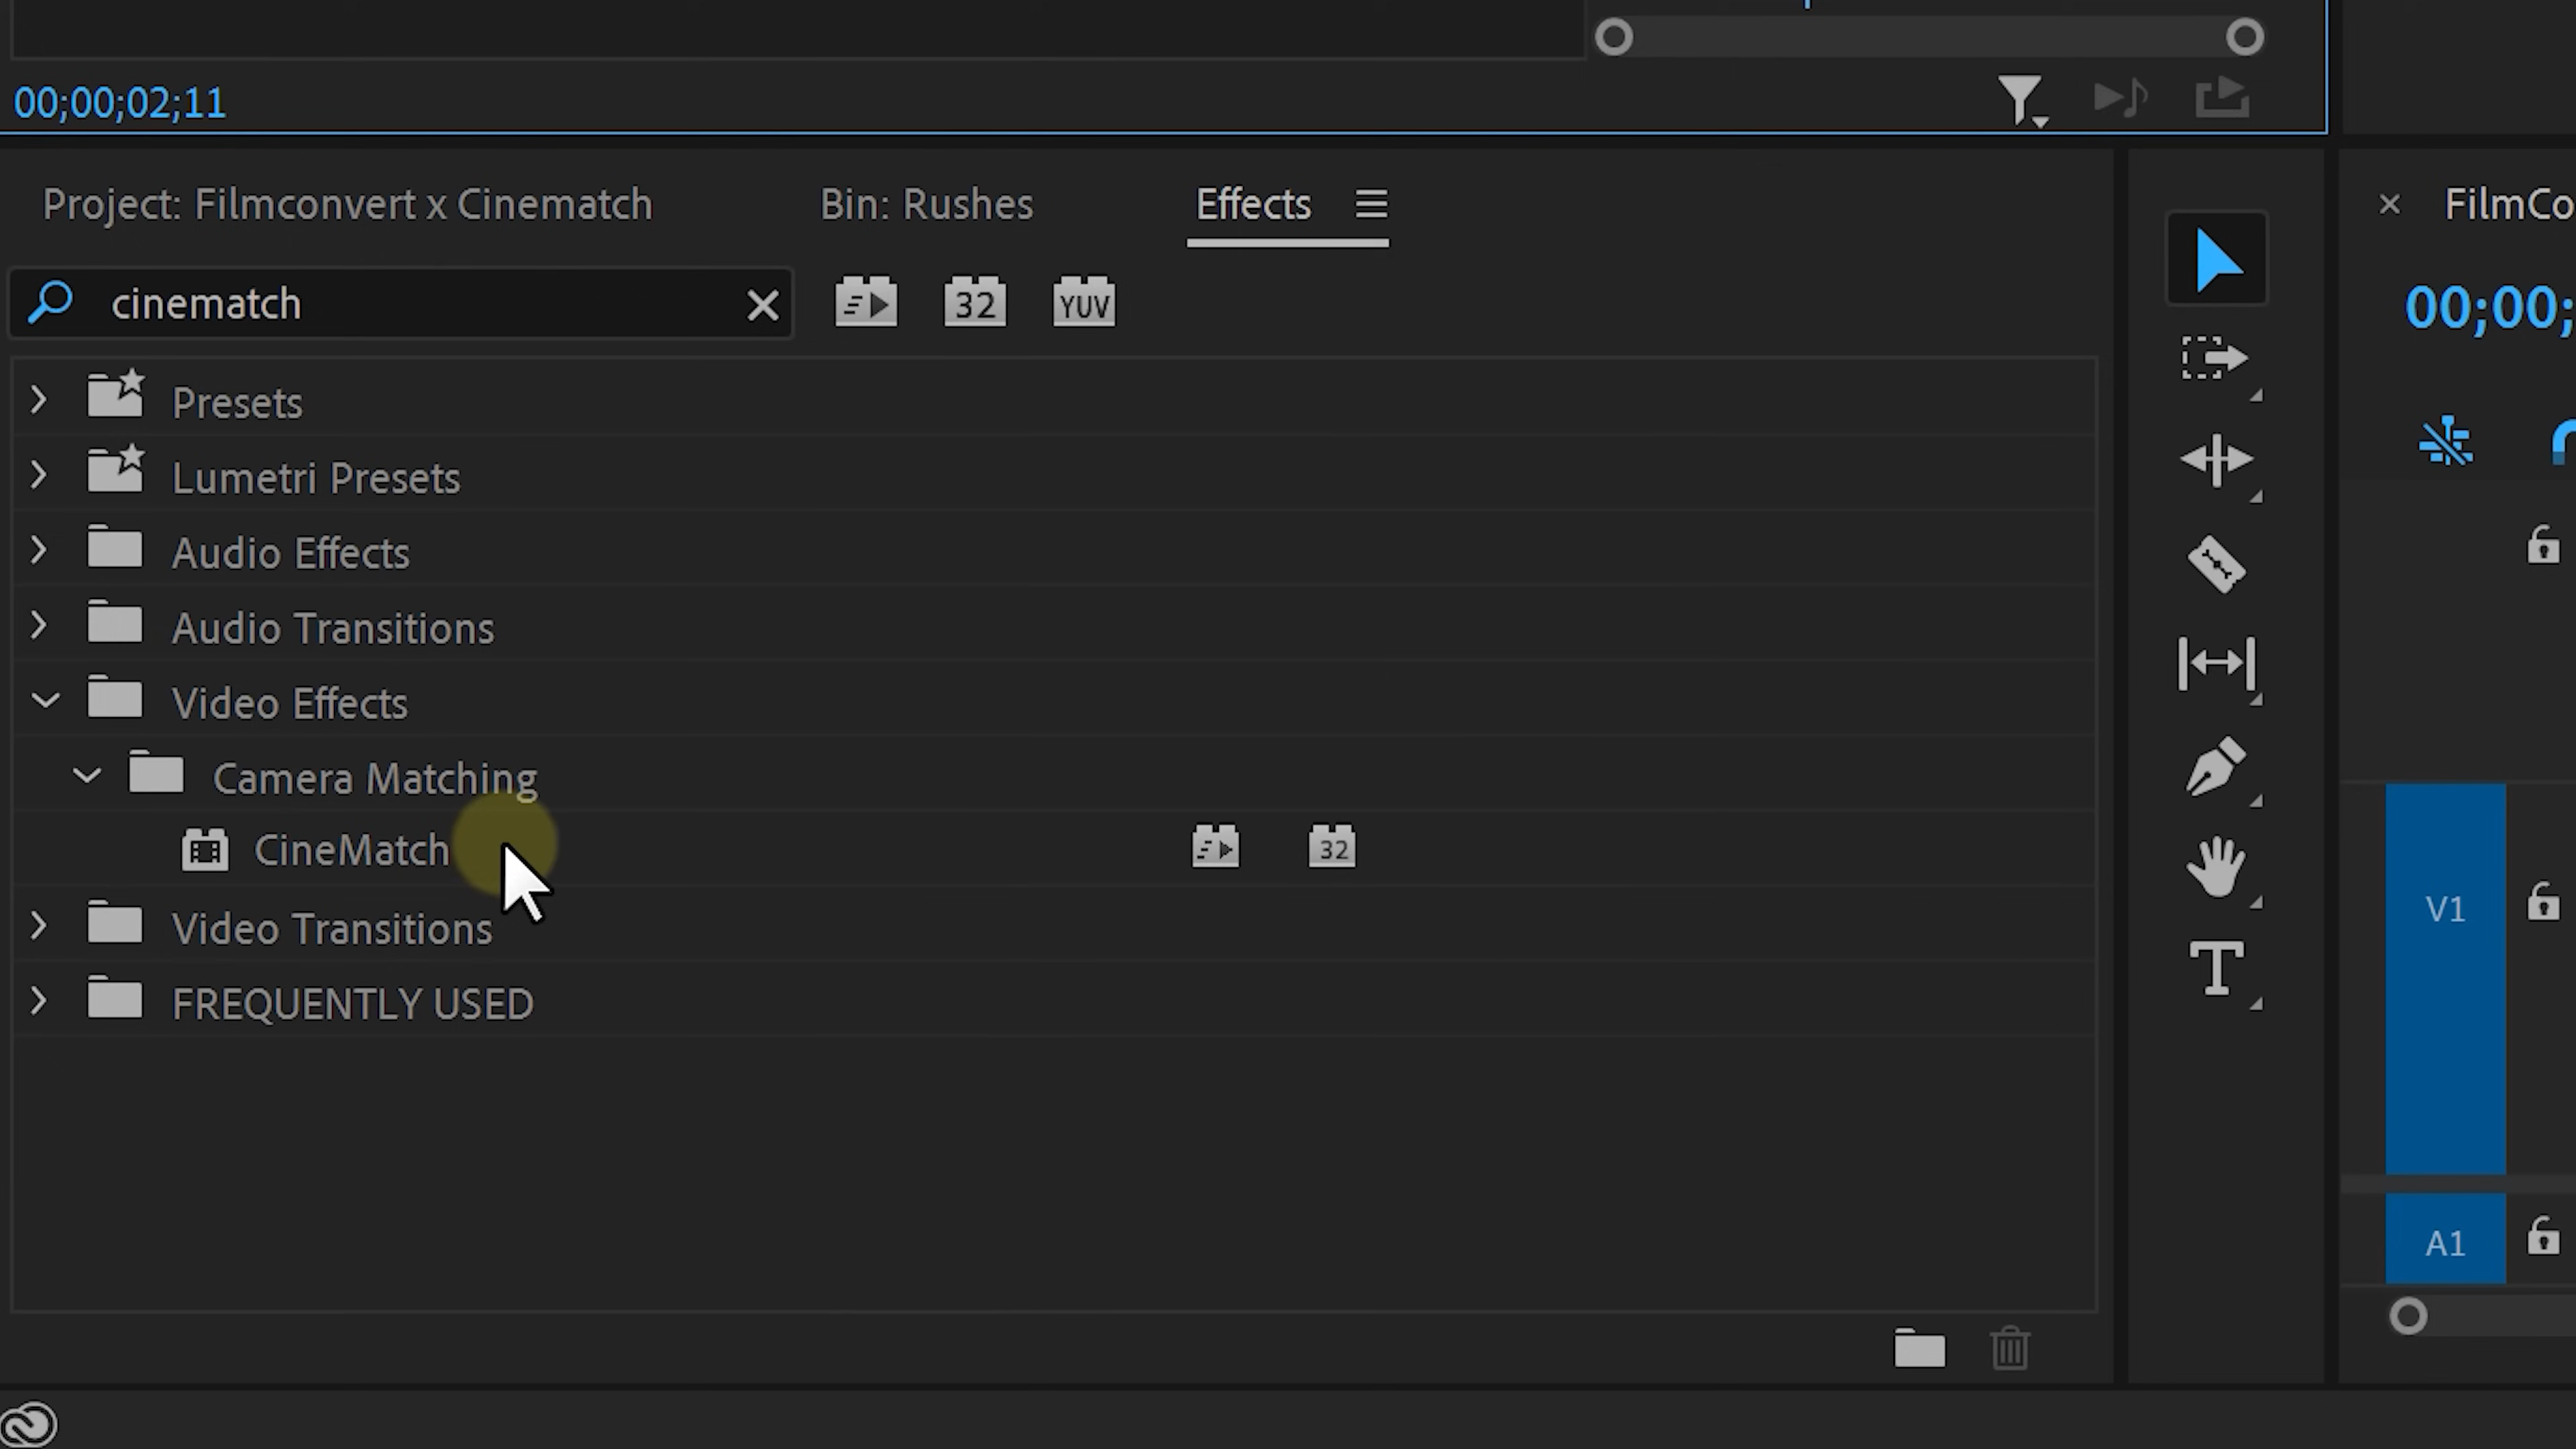 00;00;02;11
Project: Filmconvert x Cinematch
Bin: Rushes
Effects
FilmCo
cinematch
32
YUV
00;00;
Presets
Lumetri Presets
Audio Effects
Audio Transitions
Video Effects
Camera Matching
CineMatch
32
V1
Video Transitions
FREQUENTLY USED
A1